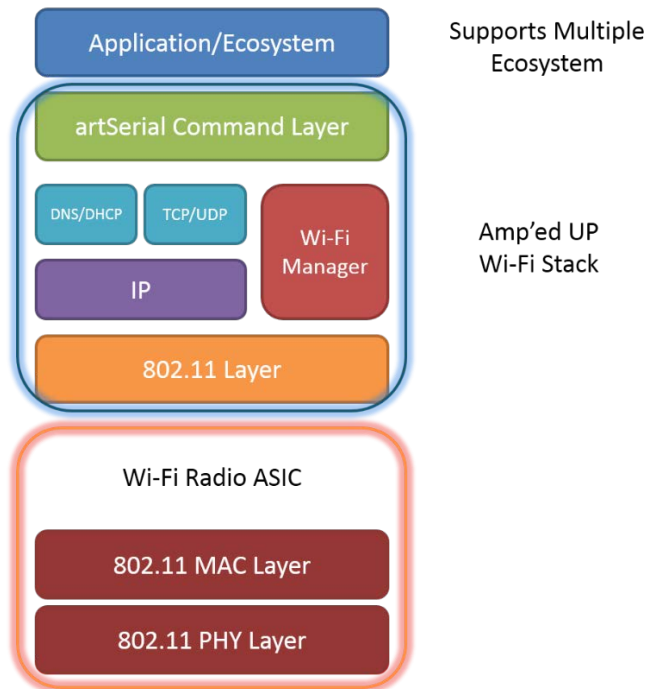 Application/Ecosystem
Supports Multiple
Ecosystem
artSerial Command Layer
DNS/DHCP
TCP/UDP
Wi-Fi
Manager
IP
Amp'ed UP
Wi-Fi Stack
802.11 Layer
Wi-Fi Radio ASIC
802.11 MAC Layer
802.11 PHY Layer